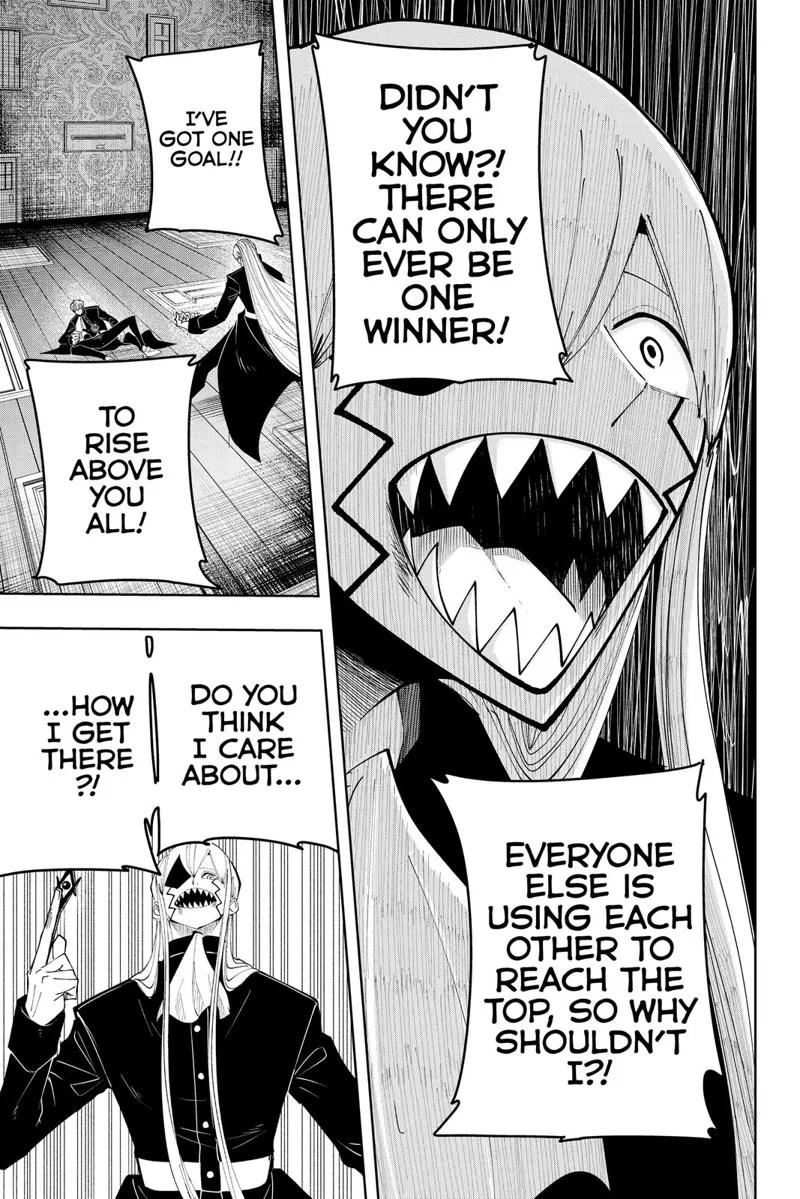 DIDN'T
YOU
KNOW?!
THERE
CAN ONLY
EVER BE
ONE
WINNER!
EVERYONE
ELSE IS
USING EACH
OTHER TO
REACH THE
TOP, SO WHY
SHOULDN'T
I?!
I'VE
GOT ONE
GOAL!!
TO
RISE
ABOVE
YOU
ALL!
DO YOU
THINK
I CARE
ABOUT...
...HOW
I GET
THERE
?!